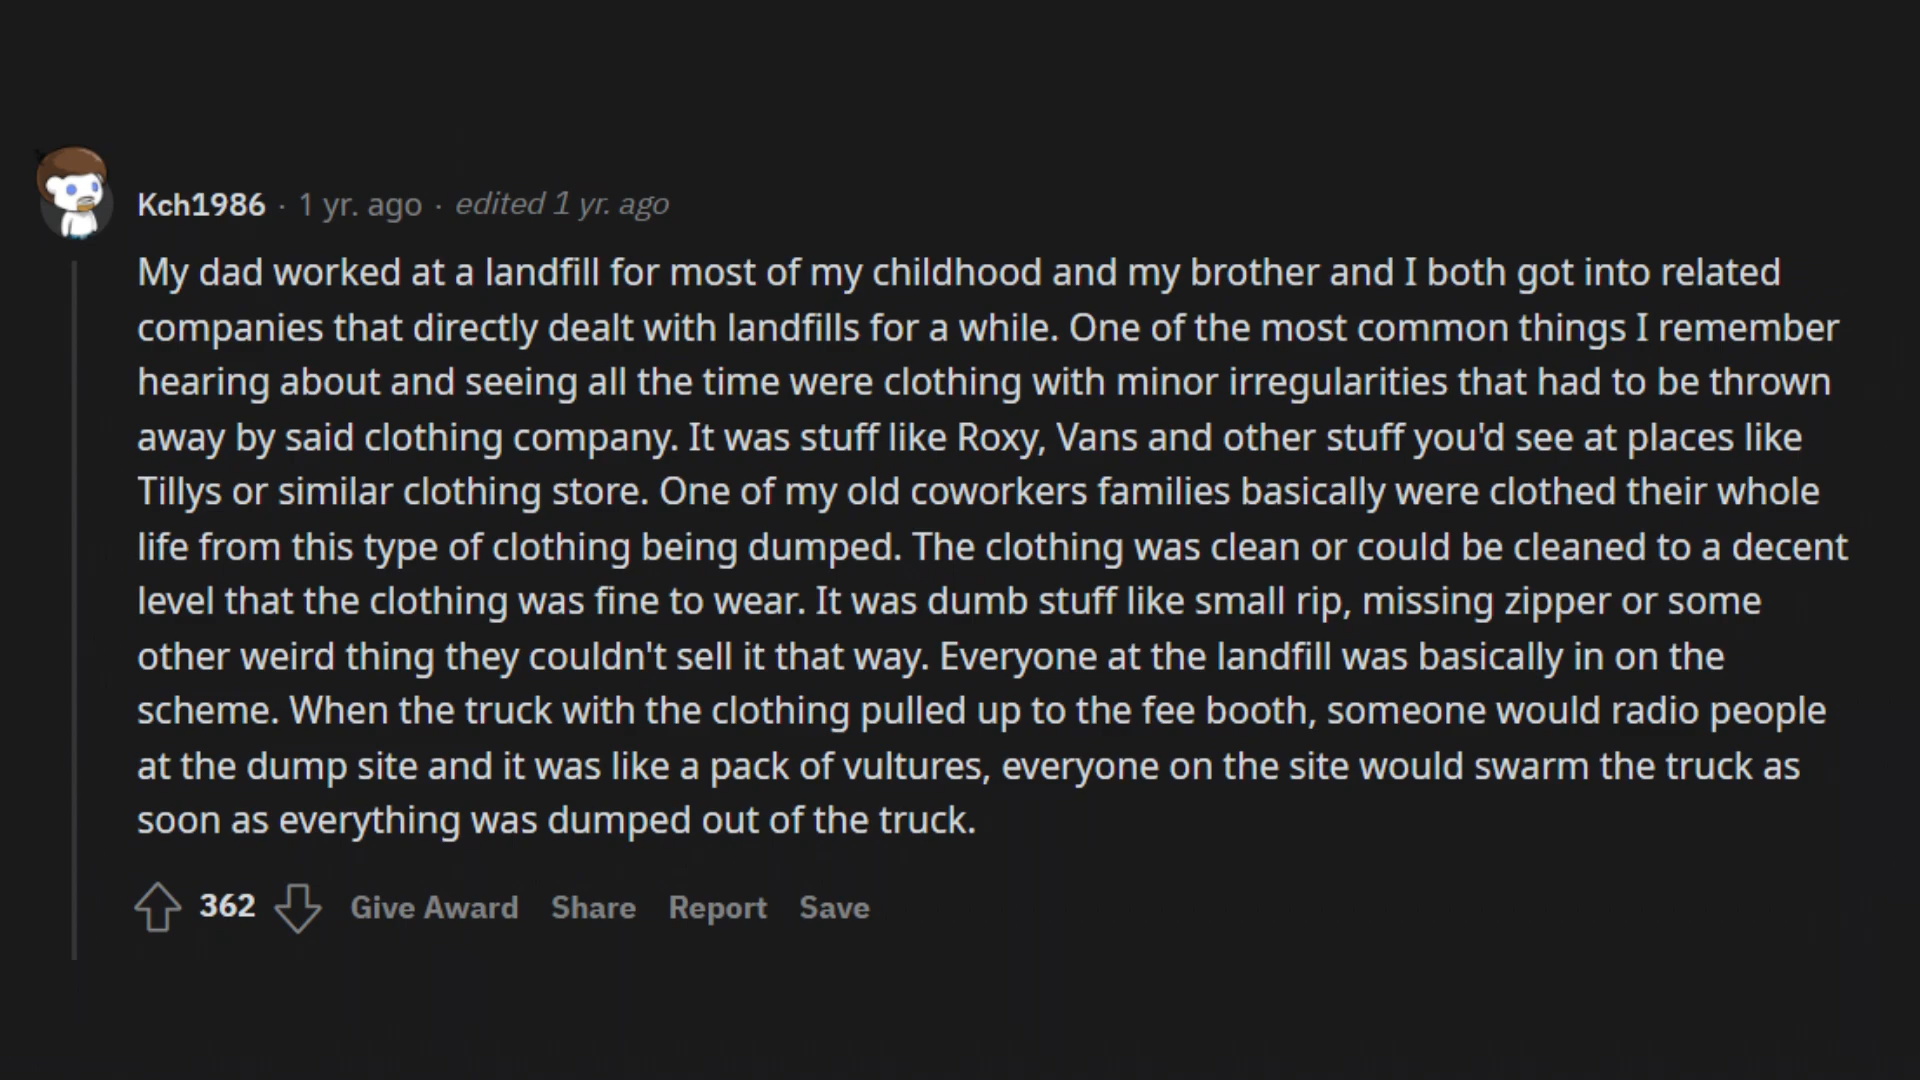 Kch1986 · 1 yr. ago · edited 1 yr. ago
My dad worked at a landfill for most of my childhood and my brother and I both got into related
companies that directly dealt with landfills for a while. One of the most common things I remember
hearing about and seeing all the time were clothing with minor irregularities that had to be thrown
away by said clothing company. It was stuff like Roxy, Vans and other stuff you'd see at places like
Tillys or similar clothing store. One of my old coworkers families basically were clothed their whole
life from this type of clothing being dumped. The clothing was clean or could be cleaned to a decent
level that the clothing was fine to wear. It was dumb stuff like small rip, missing zipper or some
other weird thing they couldn't sell it that way. Everyone at the landfill was basically in on the
scheme. When the truck with the clothing pulled up to the fee booth, someone would radio people
at the dump site and it was like a pack of vultures, everyone on the site would swarm the truck as
soon as everything was dumped out of the truck.
362 Give Award Share Report Save